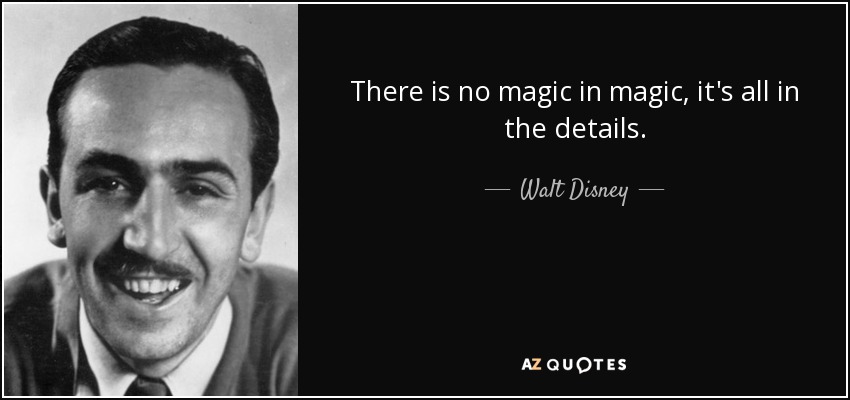 There is no magic in magic, it's all in
the details.
Walt Disney
AZ QUOTES